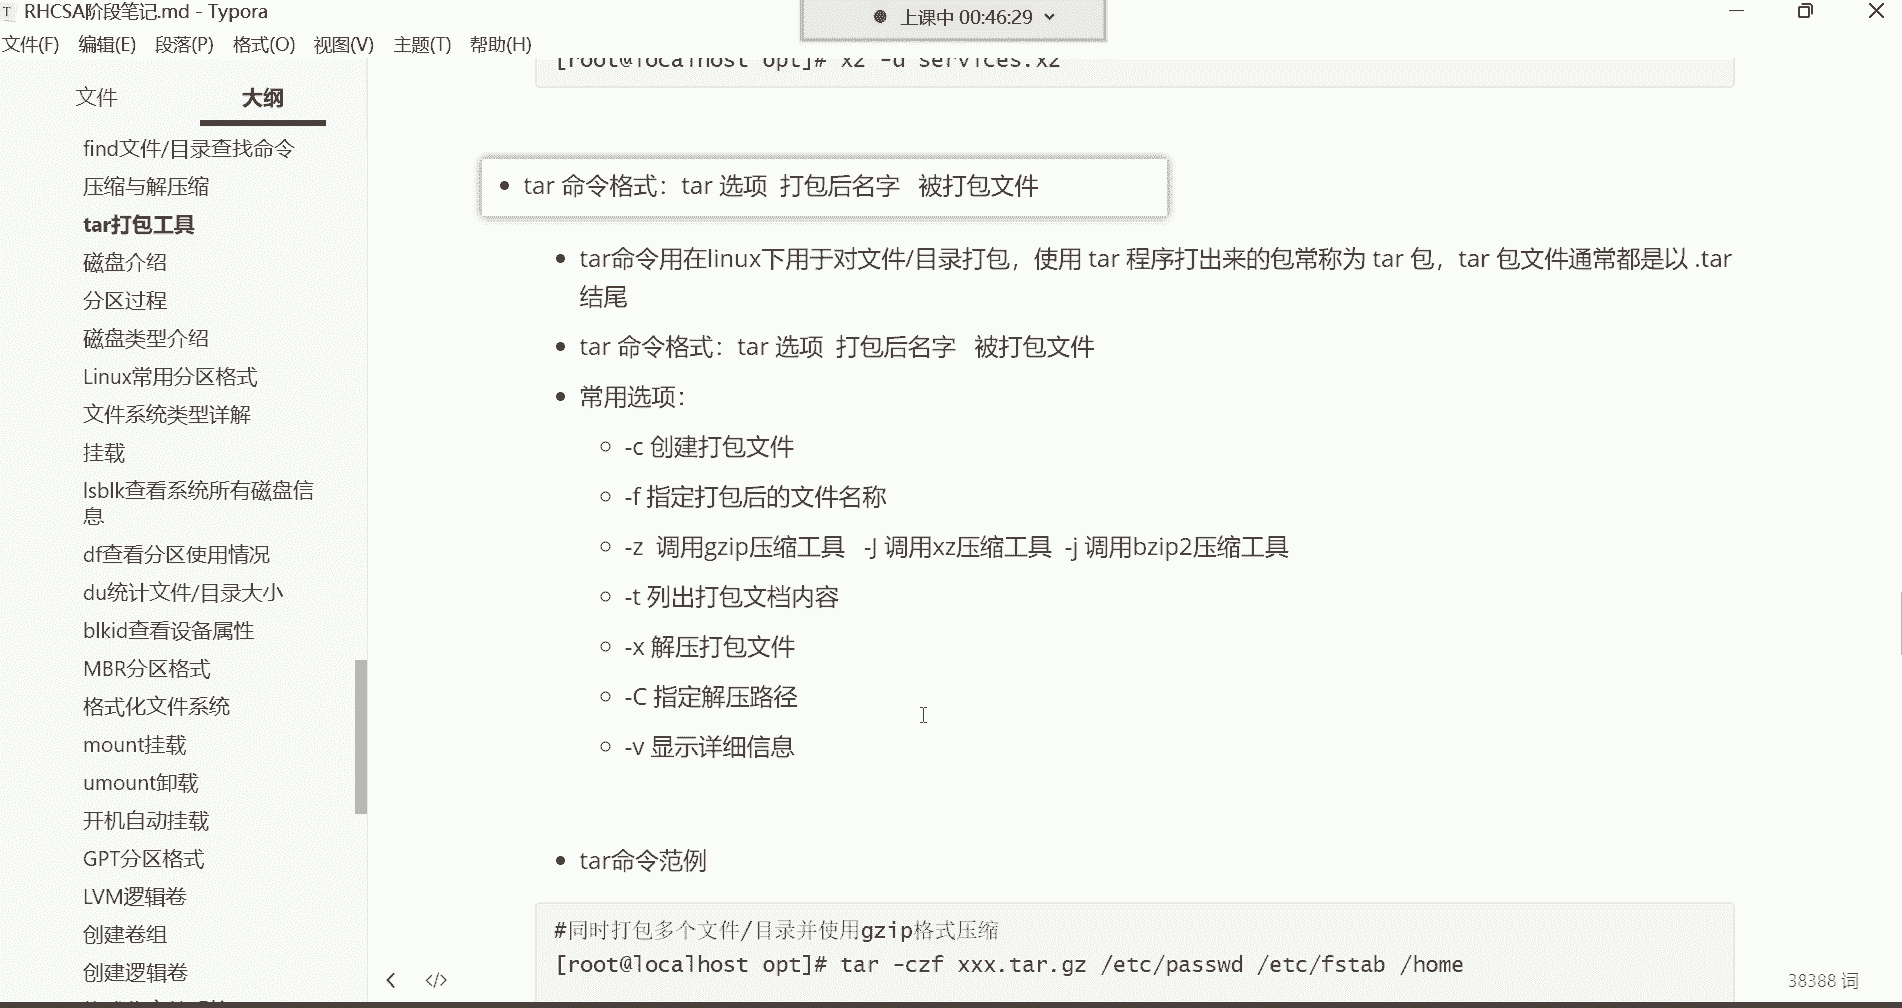 RHCSA阶段笔记.md - Typora
上课中 00:46:29
文件(F) 编辑(E) 段落(P) 格式(O) 视图(V) 主题(T) 帮助(H)
文件 大纲
find文件/目录查找命令
压缩与解压缩
tar打包工具
磁盘介绍
分区过程
磁盘类型介绍
Linux常用分区格式
文件系统类型详解
挂载
lsblk查看系统所有磁盘信
息
df查看分区使用情况
du统计文件/目录大小
blkid查看设备属性
MBR分区格式
格式化文件系统
mount挂载
umount卸载
开机自动挂载
GPT分区格式
LVM逻辑卷
创建卷组
创建逻辑卷
[root@localhost opt]# xz -d services.xz
tar 命令格式：tar 选项 打包后名字 被打包文件
tar命令用在linux下用于对文件/目录打包，使用 tar 程序打出来的包常称为 tar 包，tar 包文件通常都是以 .tar
结尾
tar 命令格式：tar 选项 打包后名字 被打包文件
常用选项：
-c 创建打包文件
-f 指定打包后的文件名称
-z 调用gzip压缩工具 -J 调用xz压缩工具 -j 调用bzip2压缩工具
-t 列出打包文档内容
-x 解压打包文件
-C 指定解压路径
-v 显示详细信息
tar命令范例
#同时打包多个文件/目录并使用gzip格式压缩
[root@localhost opt]# tar -czf xxx.tar.gz /etc/passwd /etc/fstab /home
38388 词